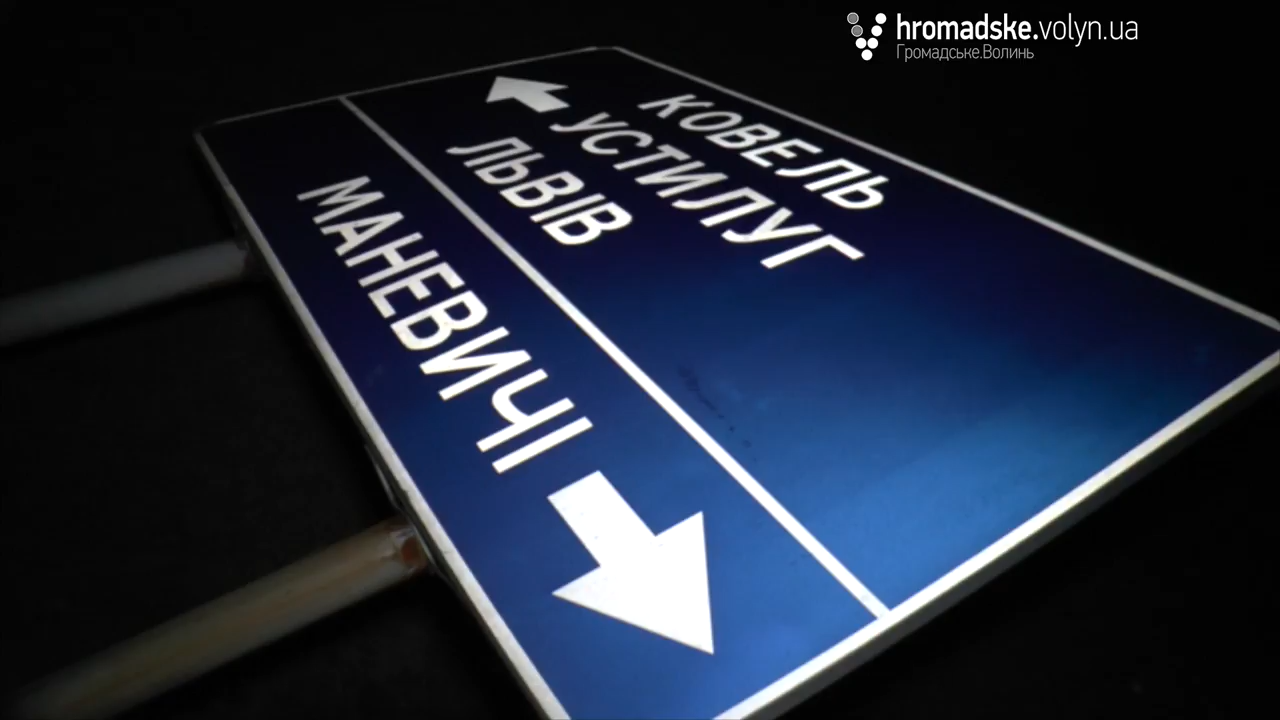 hromadske.volyn.ua
Громадське.Волинь
КОВЕЛЬ
УСТИЛУГ
ЛЬВІВ
МАНЕВИЧІ